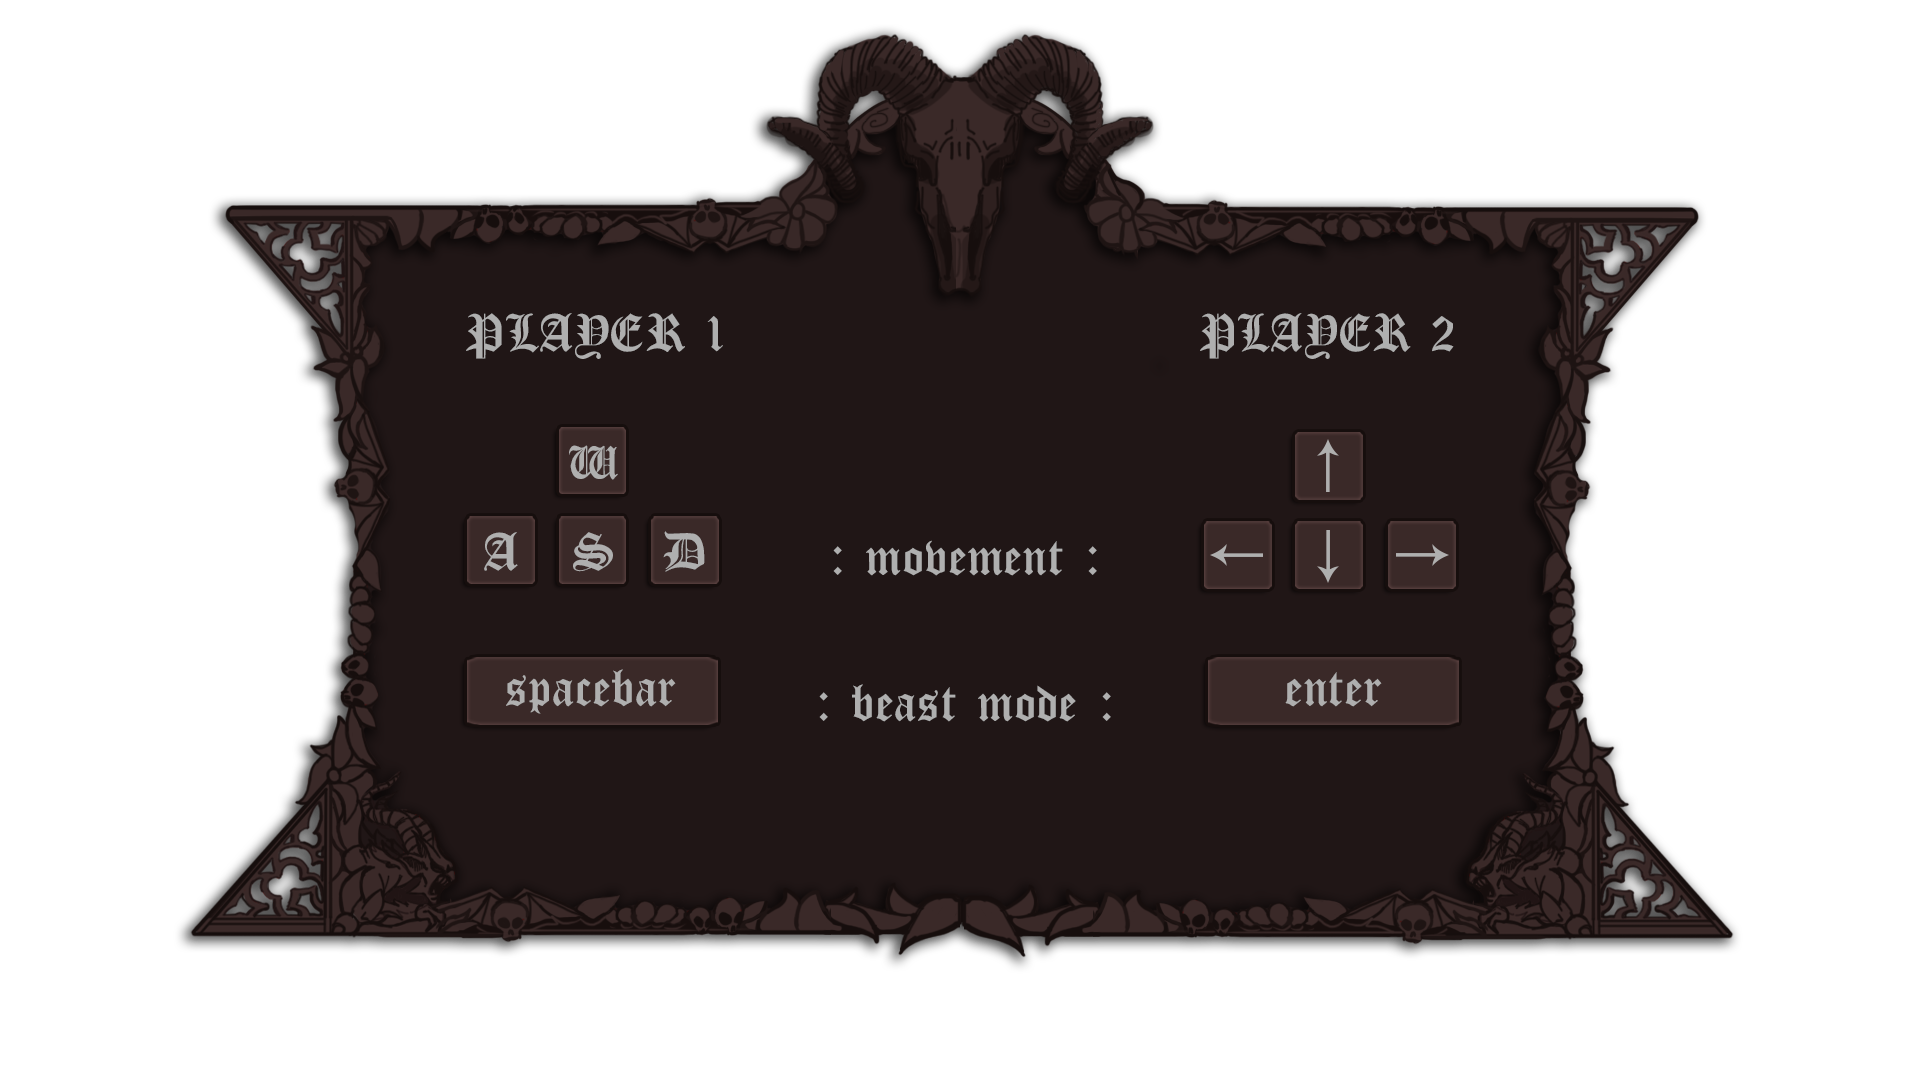 PLAYER 1 PLAYER 2
W ↑
A S D : movement : ← ↓ →
spacebar : beast mode : enter